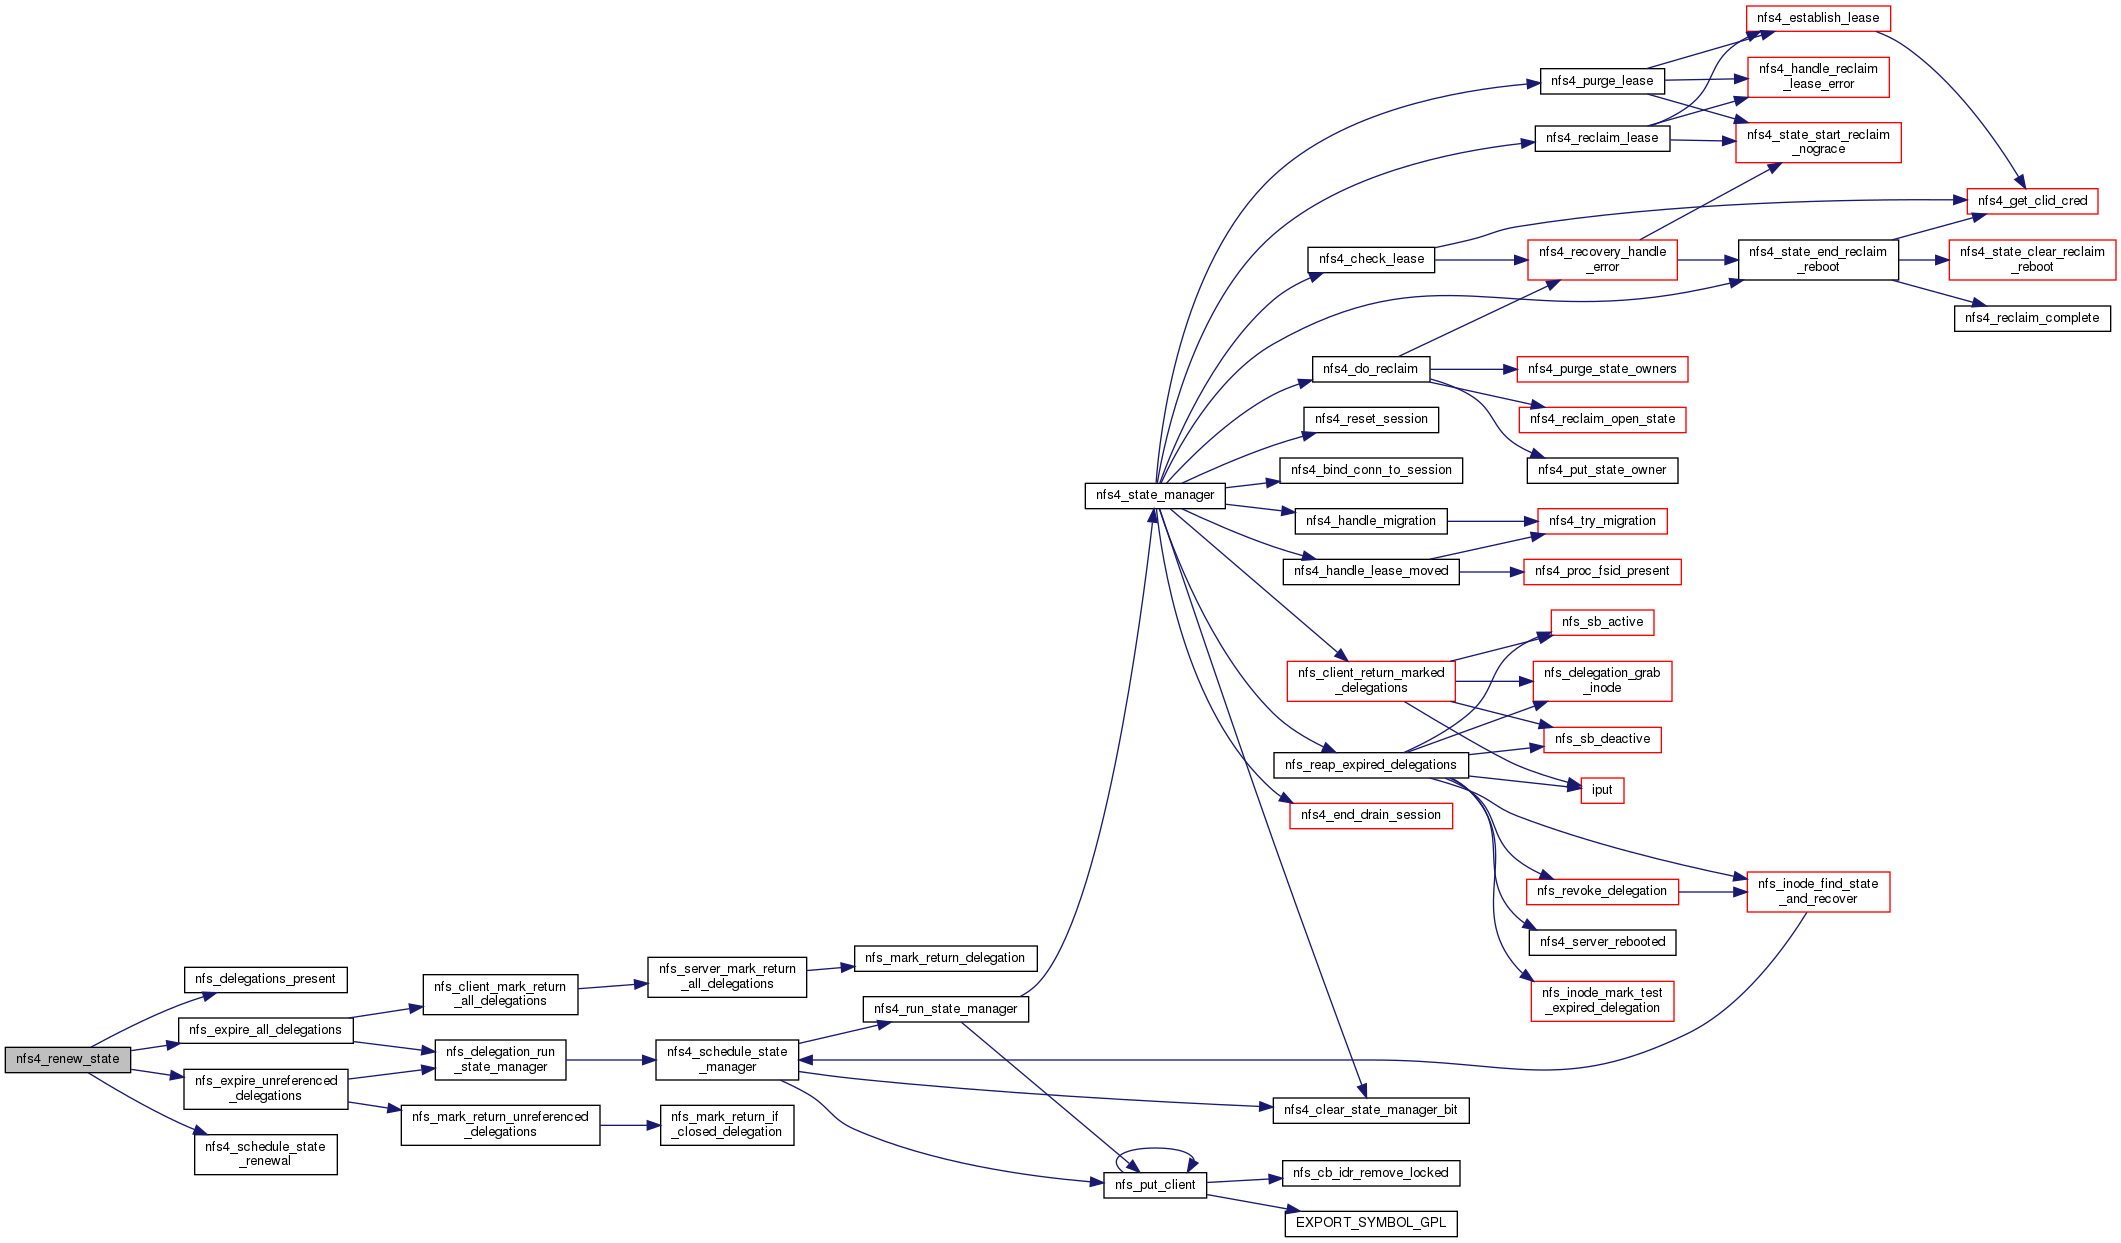 nfs4_establish_lease
nfs4_handle_reclaim
_lease_error
nfs4_purge_lease
nfs4_reclaim_lease
nfs4_state_start_reclaim
_nograce
nfs4_get_clid_cred
nfs4_check_lease
nfs4_recovery_handle
_error
nfs4_state_end_reclaim
_reboot
nfs4_state_clear_reclaim
_reboot
nfs4_reclaim_complete
nfs4_do_reclaim
nfs4_purge_state_owners
nfs4_reset_session
nfs4_reclaim_open_state
nfs4_bind_conn_to_session
nfs4_put_state_owner
nfs4_state_manager
nfs4_handle_migration
nfs4_try_migration
nfs4_handle_lease_moved
nfs4_proc_fsid_present
nfs_sb_active
nfs_client_return_marked
_delegations
nfs_delegation_grab
_inode
nfs_sb_deactive
nfs_reap_expired_delegations
iput
nfs4_end_drain_session
nfs_revoke_delegation
nfs_inode_find_state
_and_recover
nfs4_server_rebooted
nfs_inode_mark_test
_expired_delegation
nfs_mark_return_delegation
nfs_server_mark_return
_all_delegations
nfs_delegations_present
nfs_client_mark_return
_all_delegations
nfs4_run_state_manager
nfs_expire_all_delegations
nfs4_renew_state
nfs_delegation_run
_state_manager
nfs4_schedule_state
_manager
nfs_expire_unreferenced
_delegations
nfs4_clear_state_manager_bit
nfs_mark_return_unreferenced
_delegations
nfs_mark_return_if
_closed_delegation
nfs4_schedule_state
_renewal
nfs_put_client
nfs_cb_idr_remove_locked
EXPORT_SYMBOL_GPL